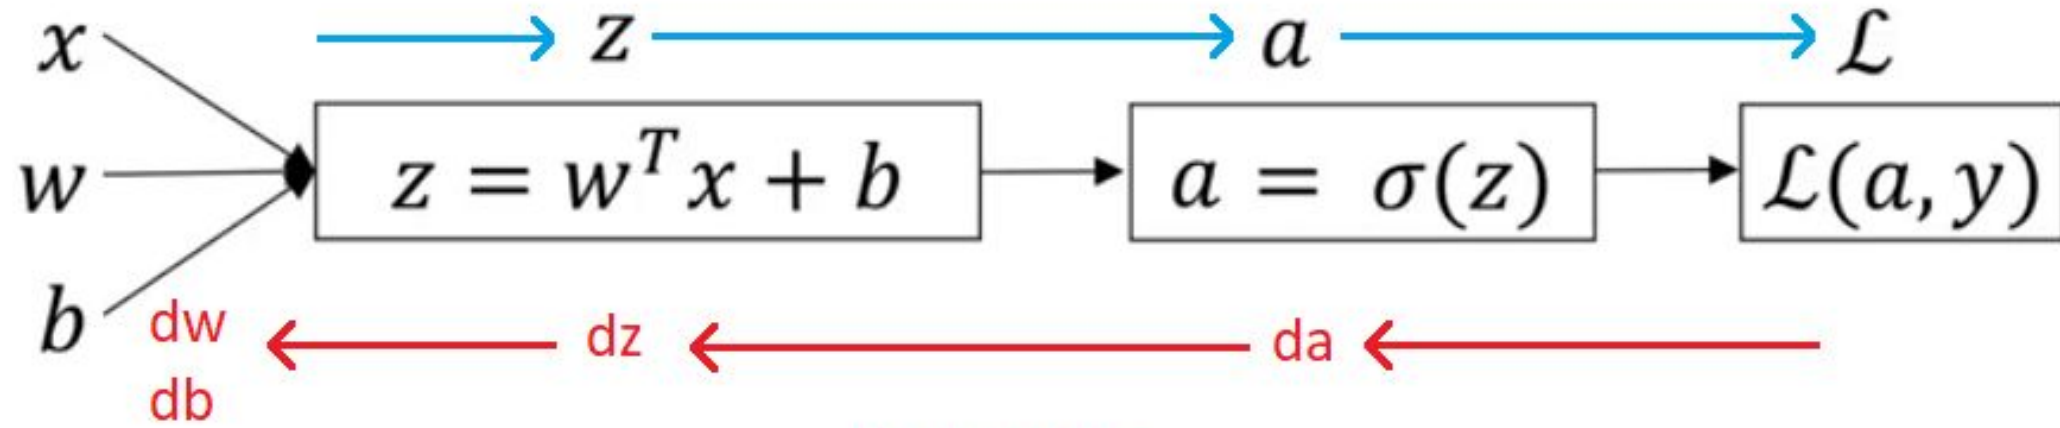 x z a ℒ
w z = wᵀx + b a = σ(z) ℒ(a, y)
b dw dz da
db